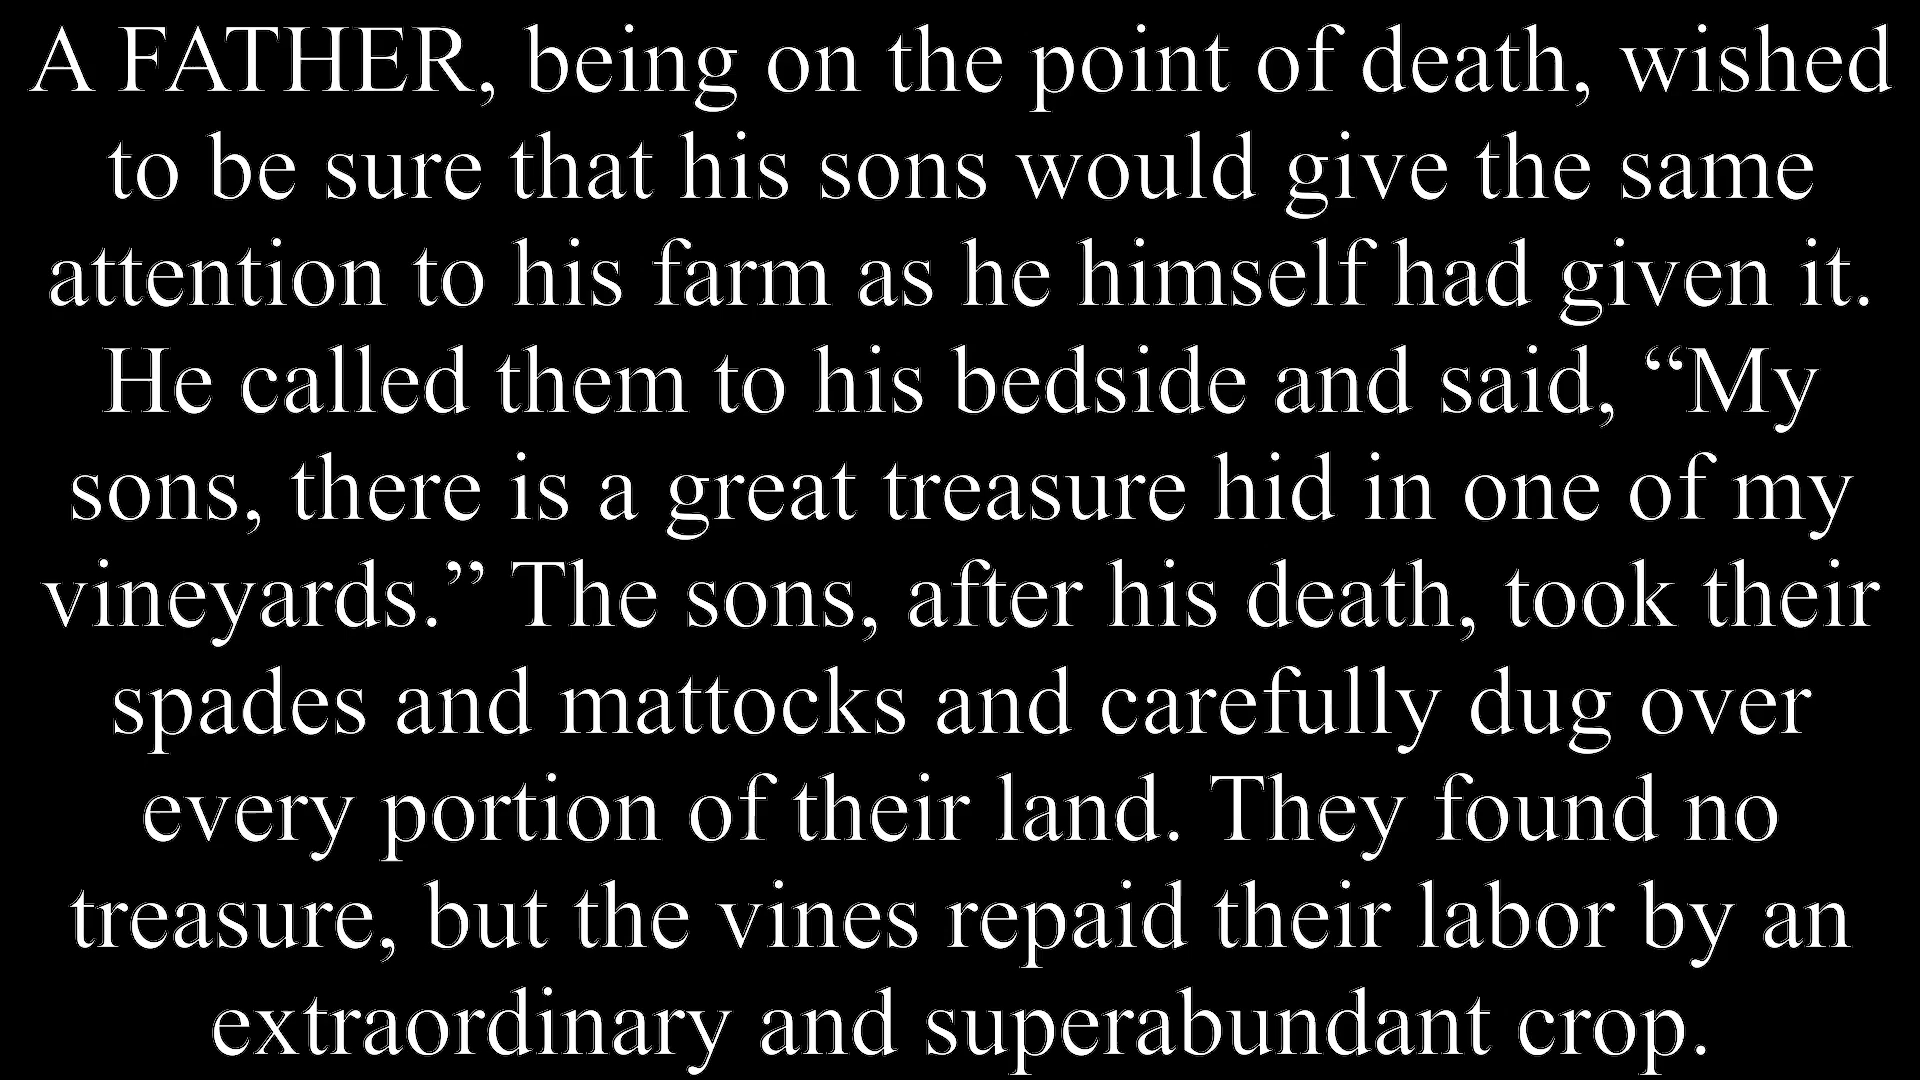 A FATHER, being on the point of death, wished
to be sure that his sons would give the same
attention to his farm as he himself had given it.
He called them to his bedside and said, “My
sons, there is a great treasure hid in one of my
vineyards.” The sons, after his death, took their
spades and mattocks and carefully dug over
every portion of their land. They found no
treasure, but the vines repaid their labor by an
extraordinary and superabundant crop.